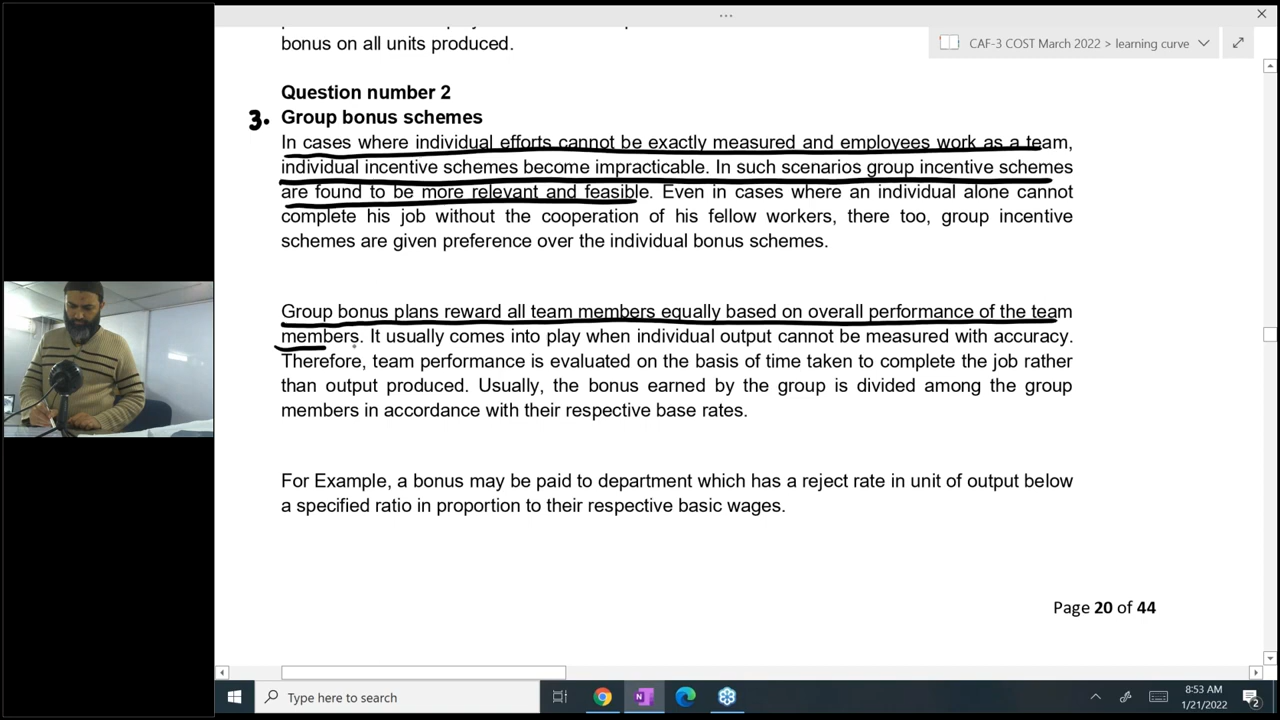 bonus on all units produced.
CAF-3 COST March 2022 > learning curve
Question number 2
3. Group bonus schemes
In cases where individual efforts cannot be exactly measured and employees work as a team,
individual incentive schemes become impracticable. In such scenarios group incentive schemes
are found to be more relevant and feasible. Even in cases where an individual alone cannot
complete his job without the cooperation of his fellow workers, there too, group incentive
schemes are given preference over the individual bonus schemes.
Group bonus plans reward all team members equally based on overall performance of the team
members. It usually comes into play when individual output cannot be measured with accuracy.
Therefore, team performance is evaluated on the basis of time taken to complete the job rather
than output produced. Usually, the bonus earned by the group is divided among the group
members in accordance with their respective base rates.
For Example, a bonus may be paid to department which has a reject rate in unit of output below
a specified ratio in proportion to their respective basic wages.
Page 20 of 44
Type here to search
8:53 AM
1/21/2022
2